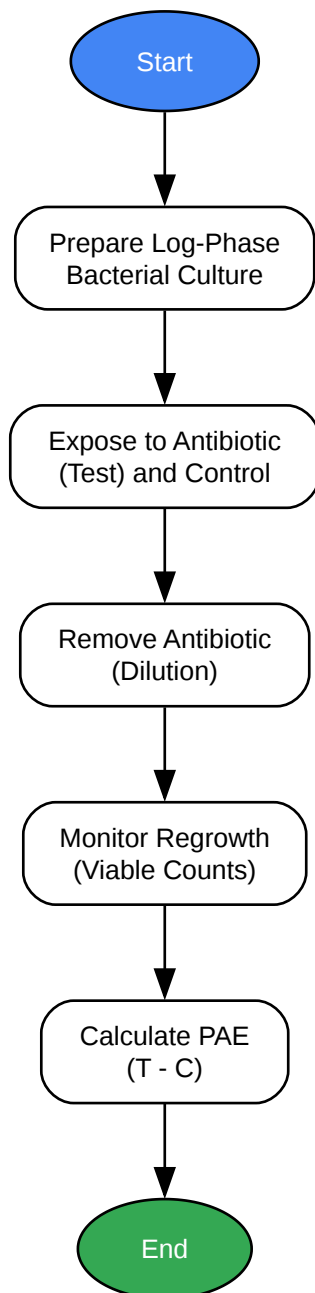 Start
Prepare Log-Phase
Bacterial Culture
Expose to Antibiotic
(Test) and Control
Remove Antibiotic
(Dilution)
Monitor Regrowth
(Viable Counts)
Calculate PAE
(T - C)
End